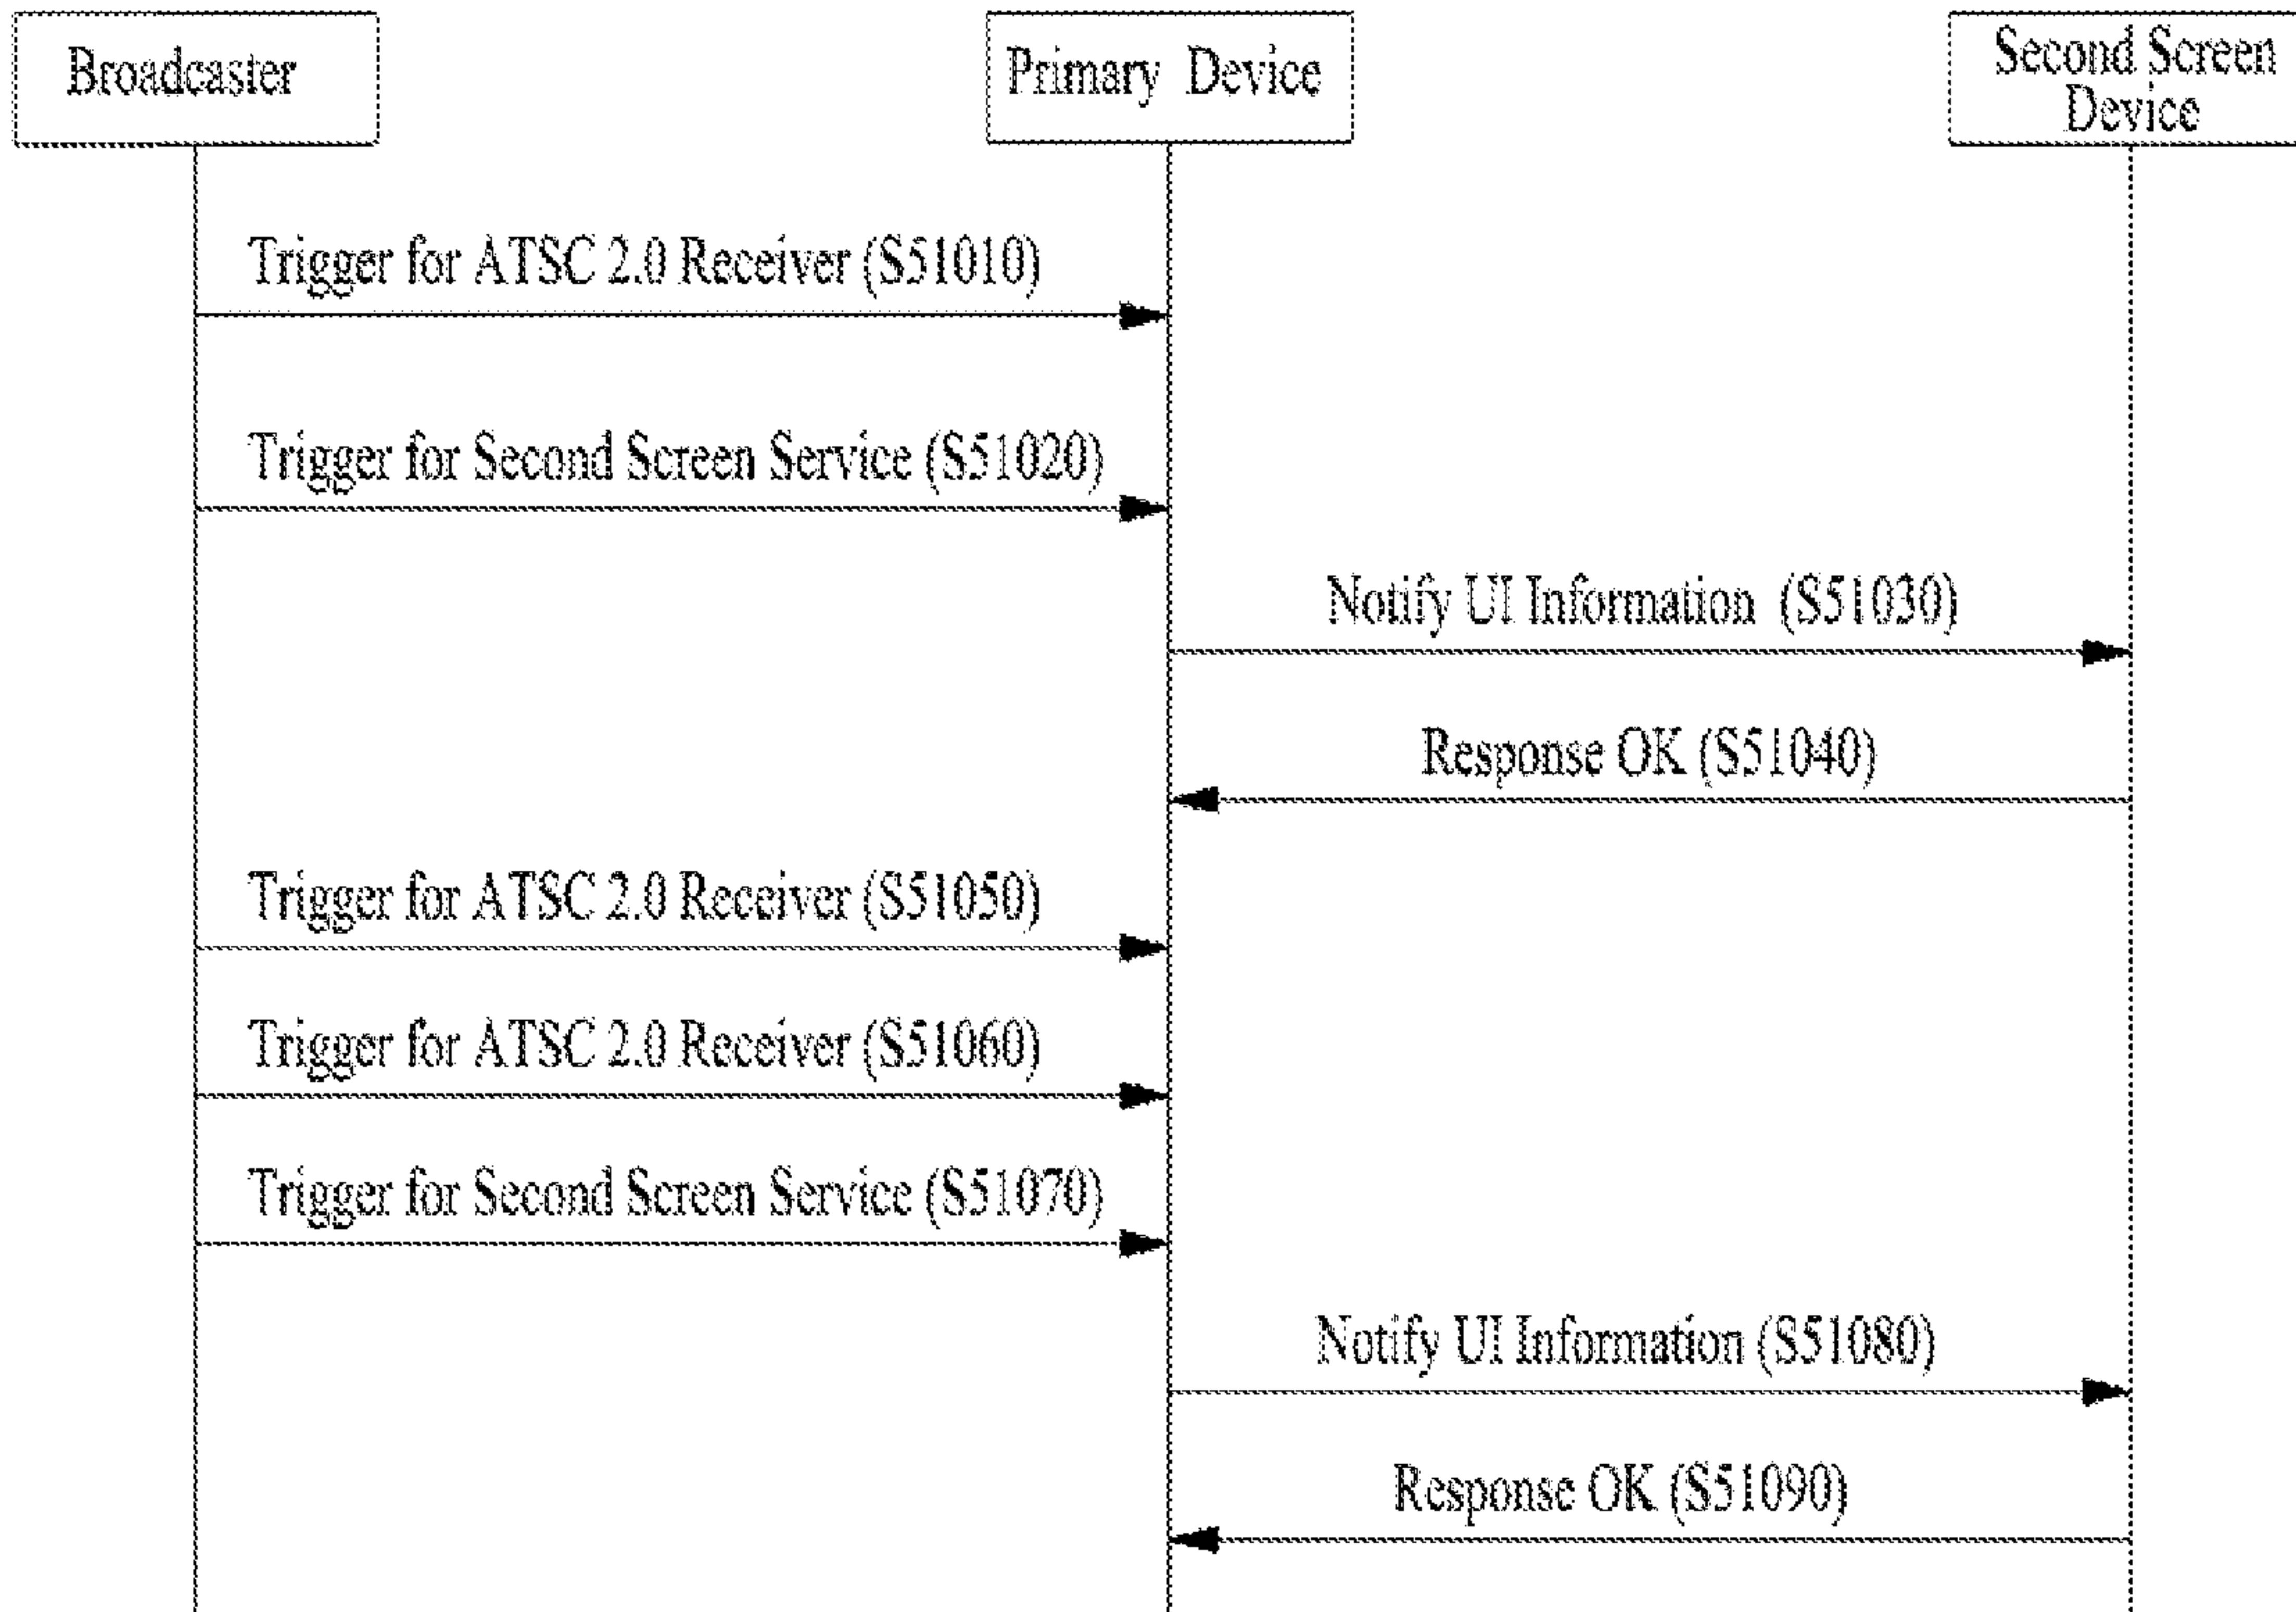 Broadcaster
Primary Device
Second Screen
Device
Trigger for ATSC 2.0 Receiver (S51010)
Trigger for Second Screen Service (S51020)
Notify UI Information (S51030)
Response OK (S51040)
Trigger for ATSC 2.0 Receiver (S51050)
Trigger for ATSC 2.0 Receiver (S51060)
Trigger for Second Screen Service (S51070)
Notify UI Information (S51080)
Response OK (S51090)